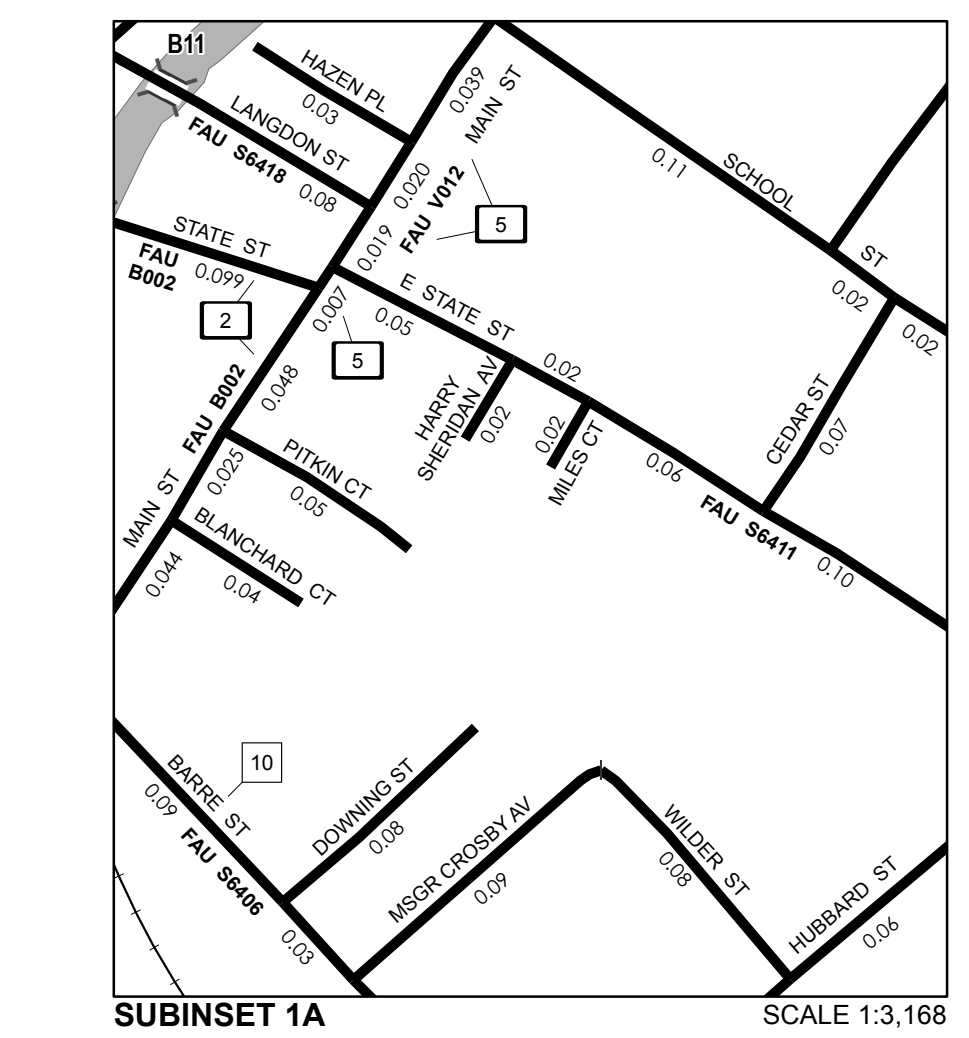 B11
HAZEN PL
0.03
LANGDON ST
FAU S6418
0.08
0.039
MAIN ST
0.020
FAU V012
0.019
5
0.11
SCHOOL
ST
0.02
0.02
STATE ST
FAU
B002
0.099
2
0.007
5
E STATE ST
0.05
0.02
HARRY
SHERIDAN AV
0.02
0.02
MILES CT
0.06
CEDAR ST
0.07
FAU S6411
0.10
FAU B002
0.048
MAIN ST
0.025
PITKIN CT
0.05
BLANCHARD CT
0.04
0.044
10
BARRE ST
0.09
FAU S6406
0.03
DOWNING ST
0.08
MSGR CROSBY AV
0.09
WILDER ST
0.08
HUBBARD ST
0.06
SUBINSET 1A
SCALE 1:3,168